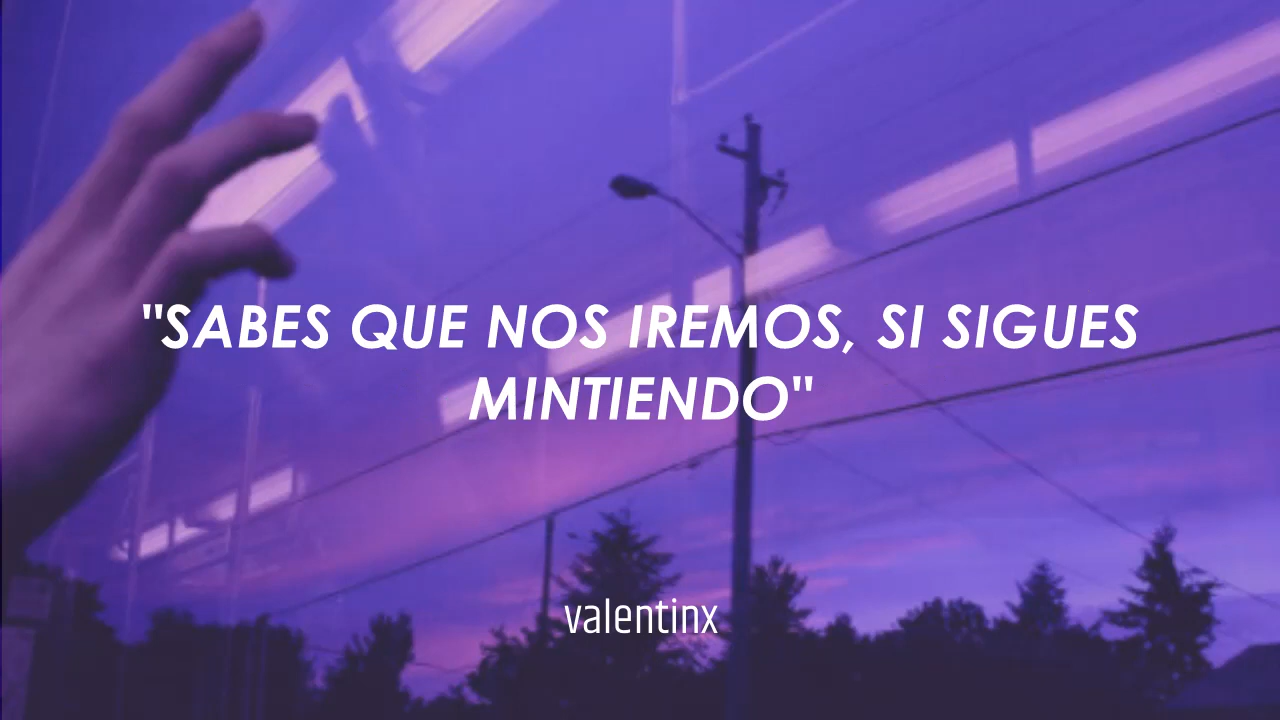 "SABES QUE NOS IREMOS, SI SIGUES
MINTIENDO"
valentinx